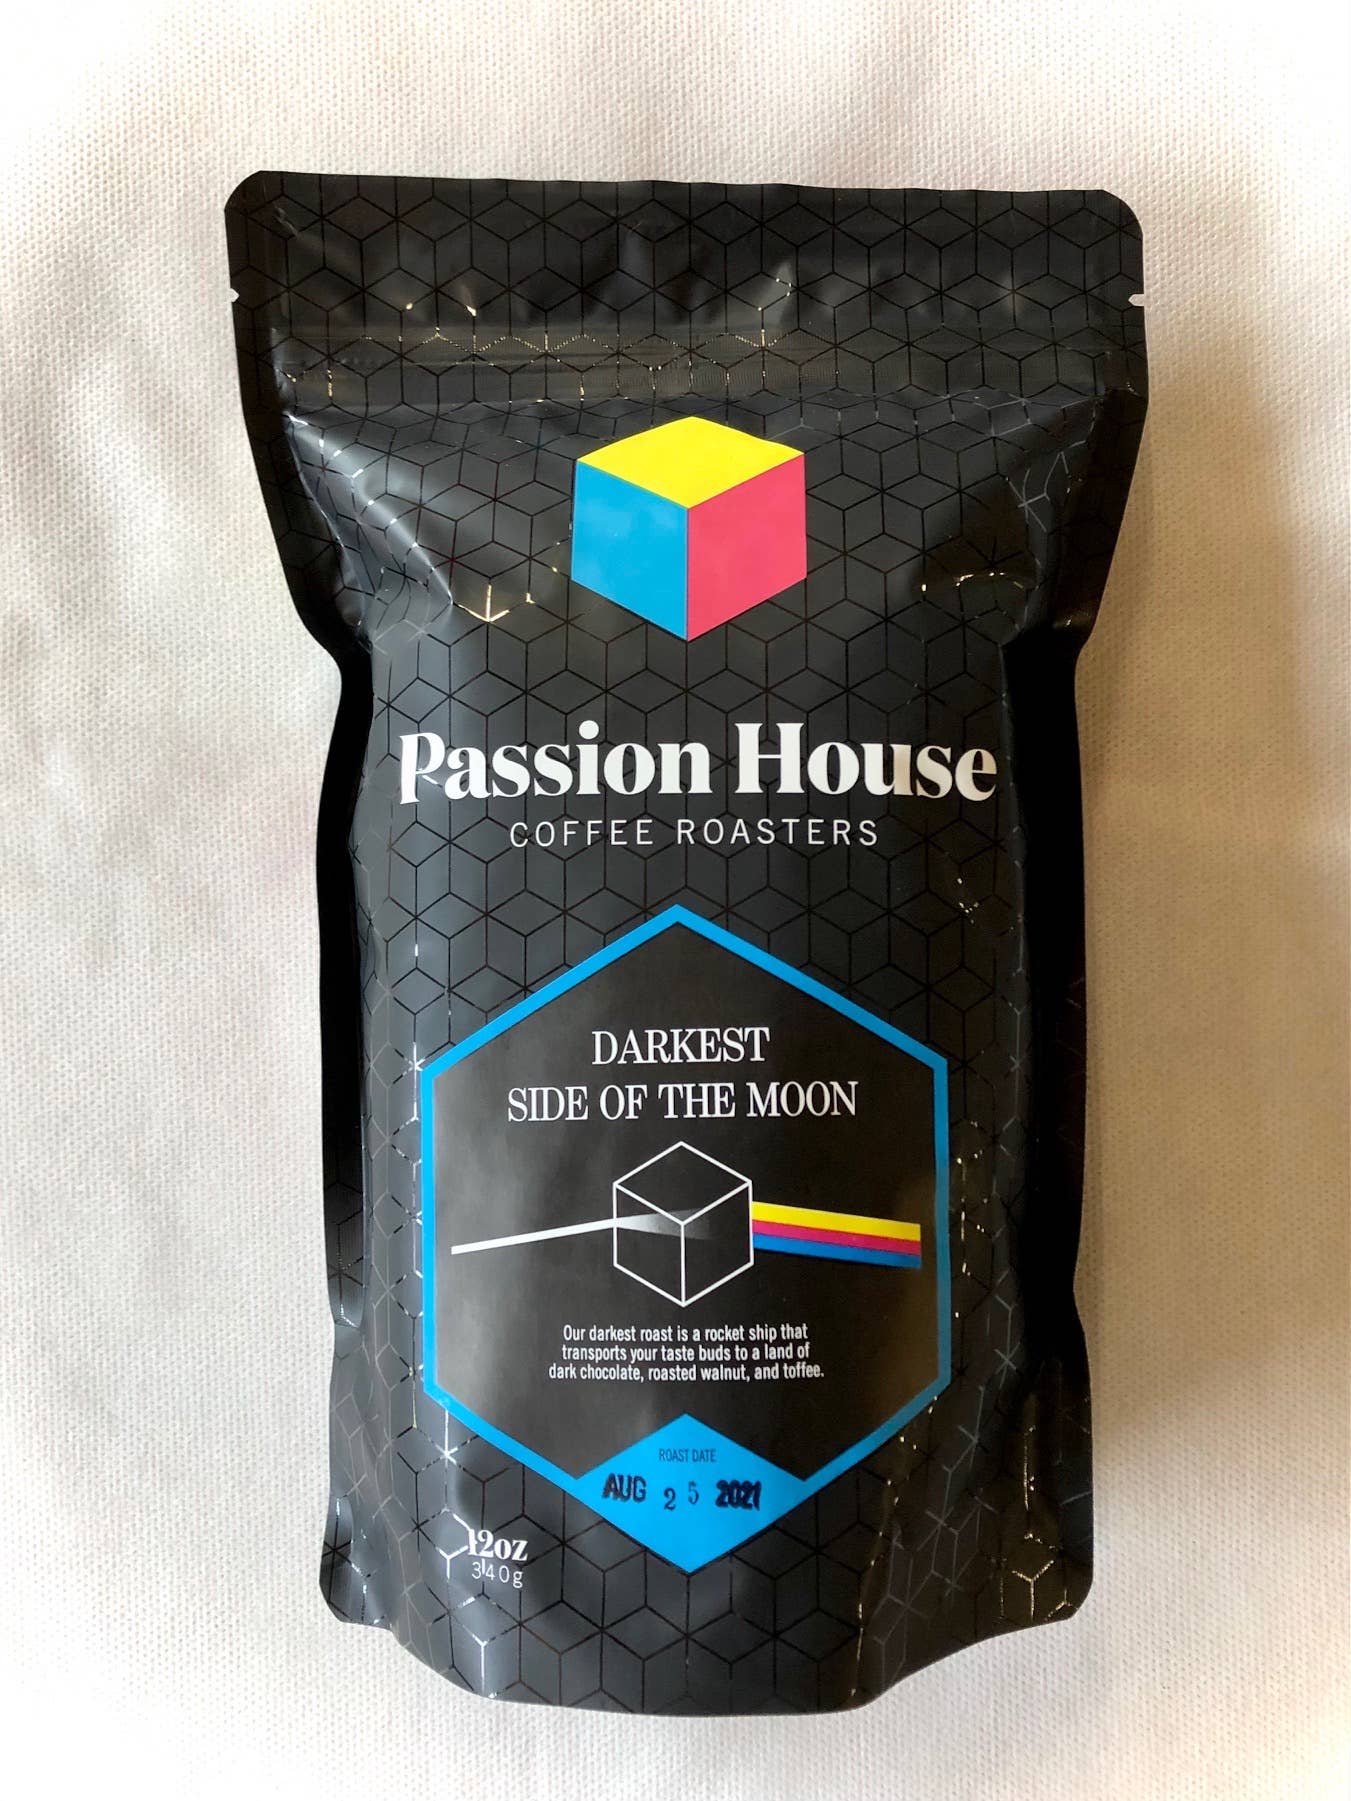 Passion House
COFFEE ROASTERS
DARKEST
SIDE OF THE MOON
Our darkest roast is a rocket ship that
transports your taste buds to a land of
dark chocolate, roasted walnut, and toffee.
ROAST DATE
AUG 25 2021
12oz
340g